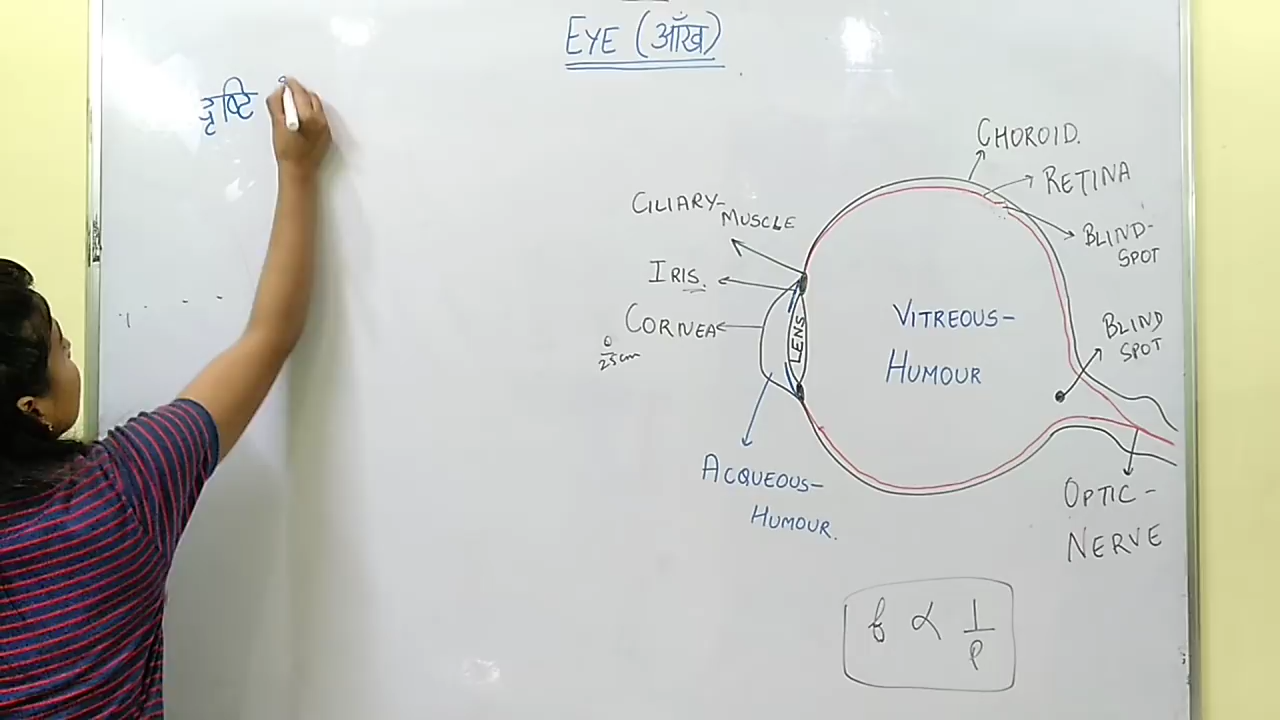 EYE (आँख)
दृष्टि
CHOROID.
RETINA
BLIND-
SPOT
CILIARY-
MUSCLE
IRIS.
CORNEA
25cm
LENS
VITREOUS-
HUMOUR
BLIND
SPOT
ACQUEOUS-
HUMOUR.
OPTIC-
NERVE
f ∝ 1/P